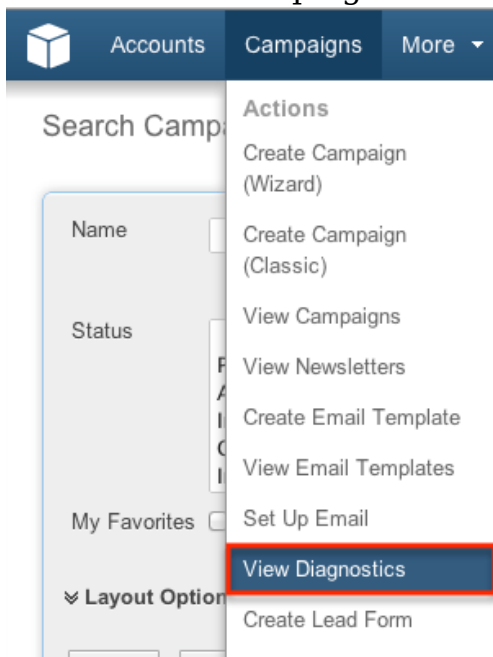 Accounts Campaigns More
Search Camp
Actions
Create Campaign
(Wizard)
Name
Create Campaign
(Classic)
View Campaigns
Status
View Newsletters
Create Email Template
View Email Templates
My Favorites
Set Up Email
View Diagnostics
Layout Option
Create Lead Form